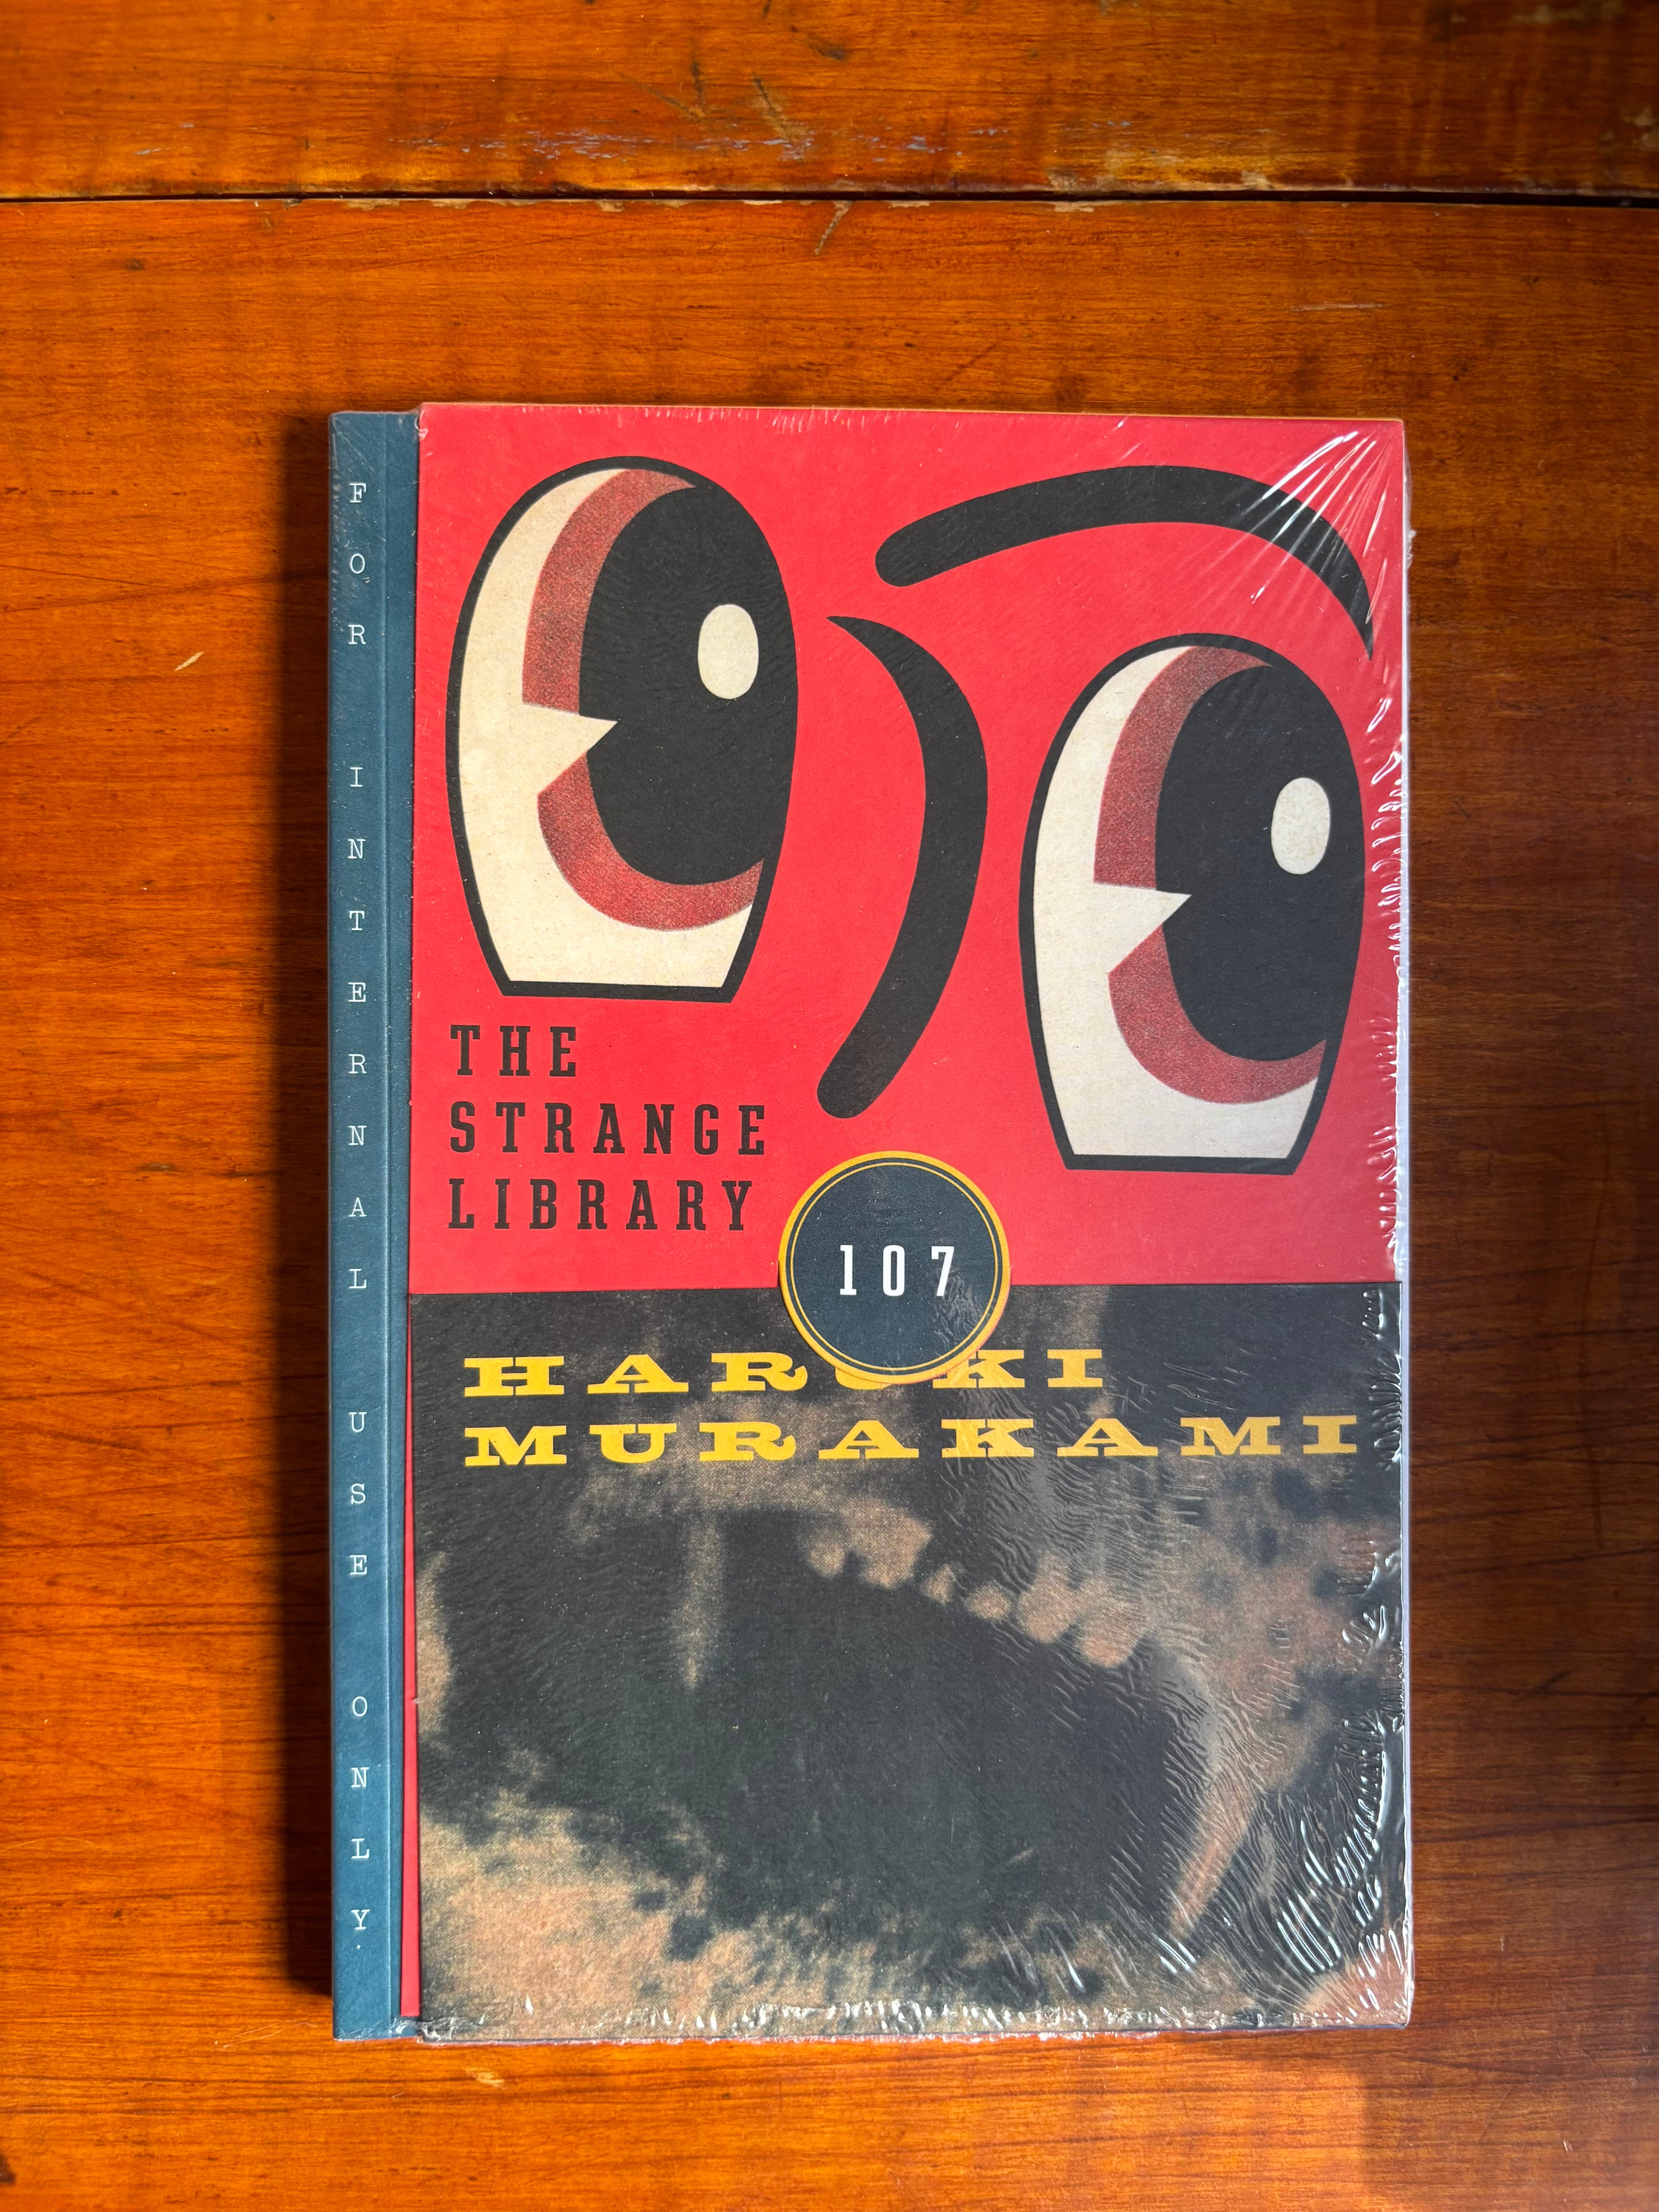 FOR INTERNAL USE ONLY.
THE
STRANGE
LIBRARY
107
HARUKI
MURAKAMI